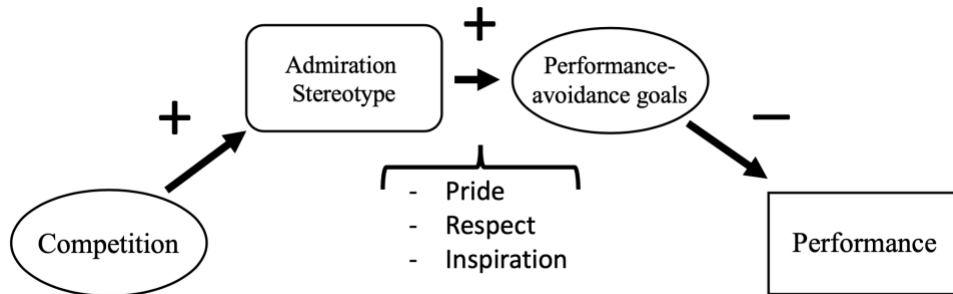 +
Admiration
Stereotype
+
Performance-
avoidance goals
−
Competition
- Pride
- Respect
- Inspiration
Performance